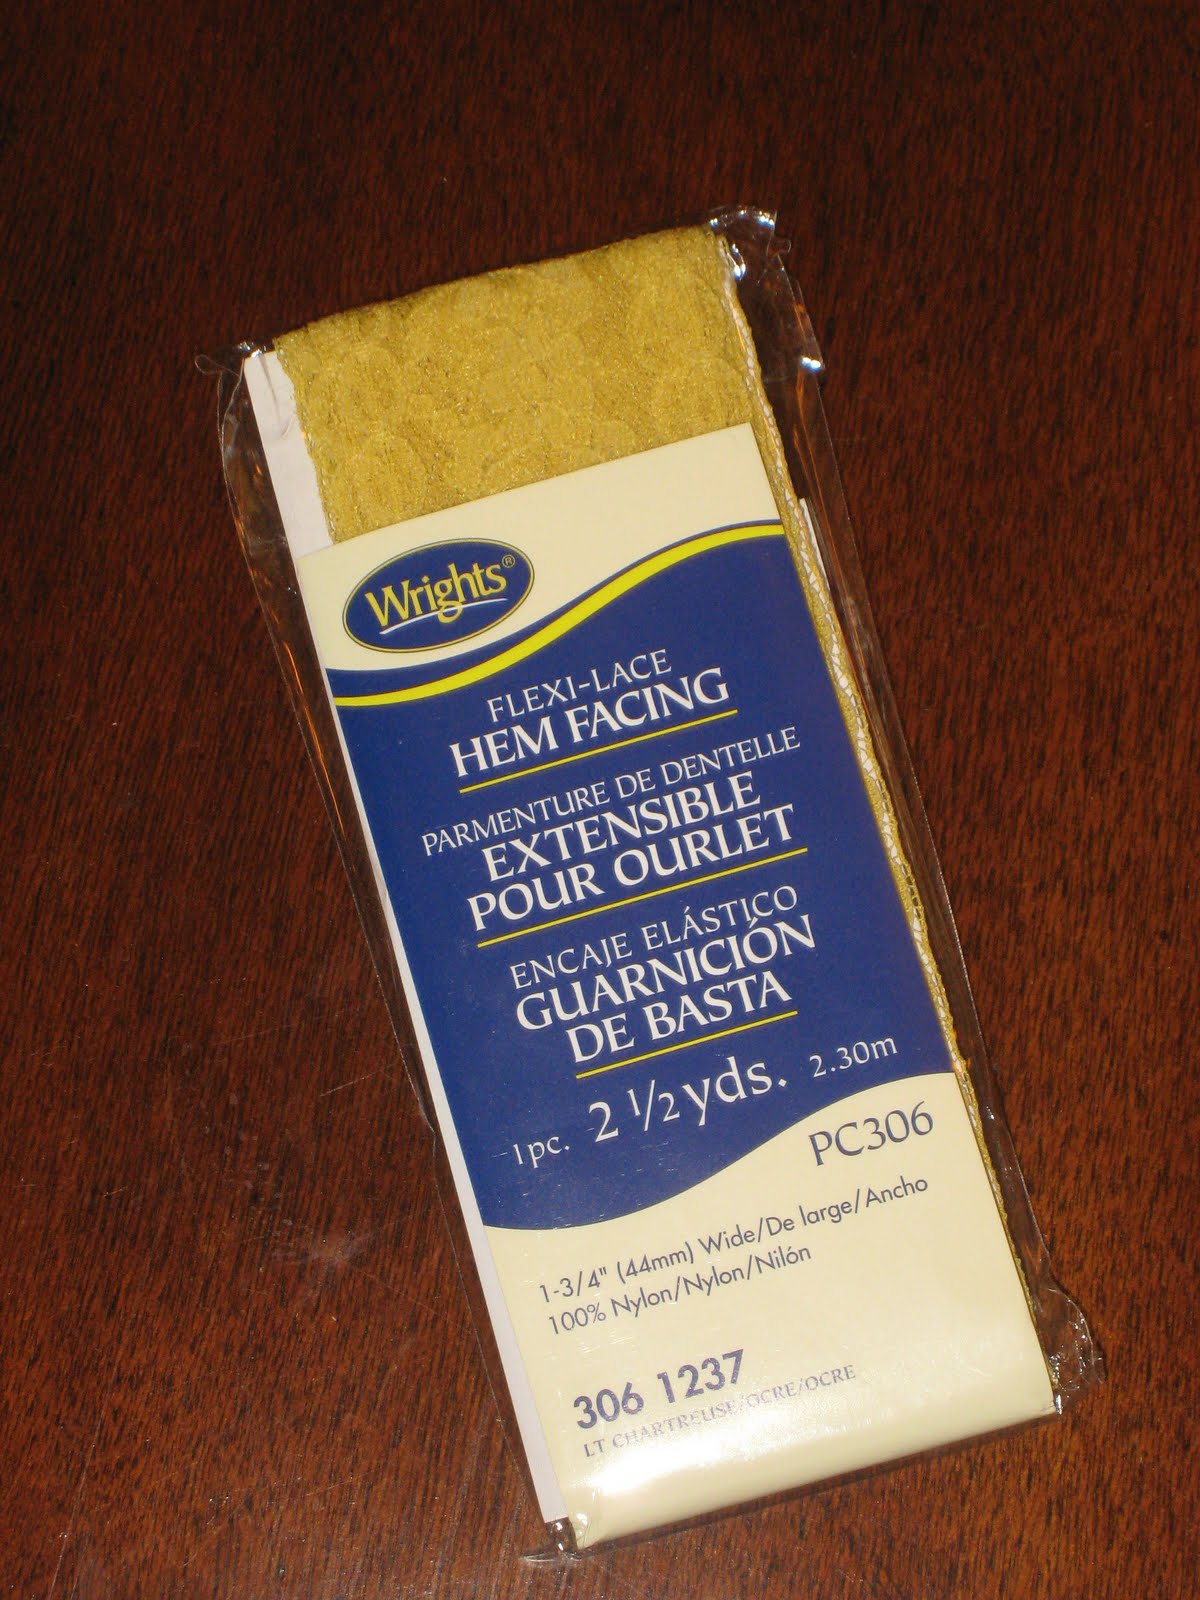 Wrights®
FLEXI-LACE
HEM FACING
PARMENTURE DE DENTELLE
EXTENSIBLE
POUR OURLET
ENCAJE ELÁSTICO
GUARNICIÓN
DE BASTA
1 pc. 2 1/2 yds. 2.30m
PC306
1-3/4" (44mm) Wide/De large/Ancho
100% Nylon/Nylon/Nilón
306 1237
LT CHARTREUSE/OCRE/OCRE